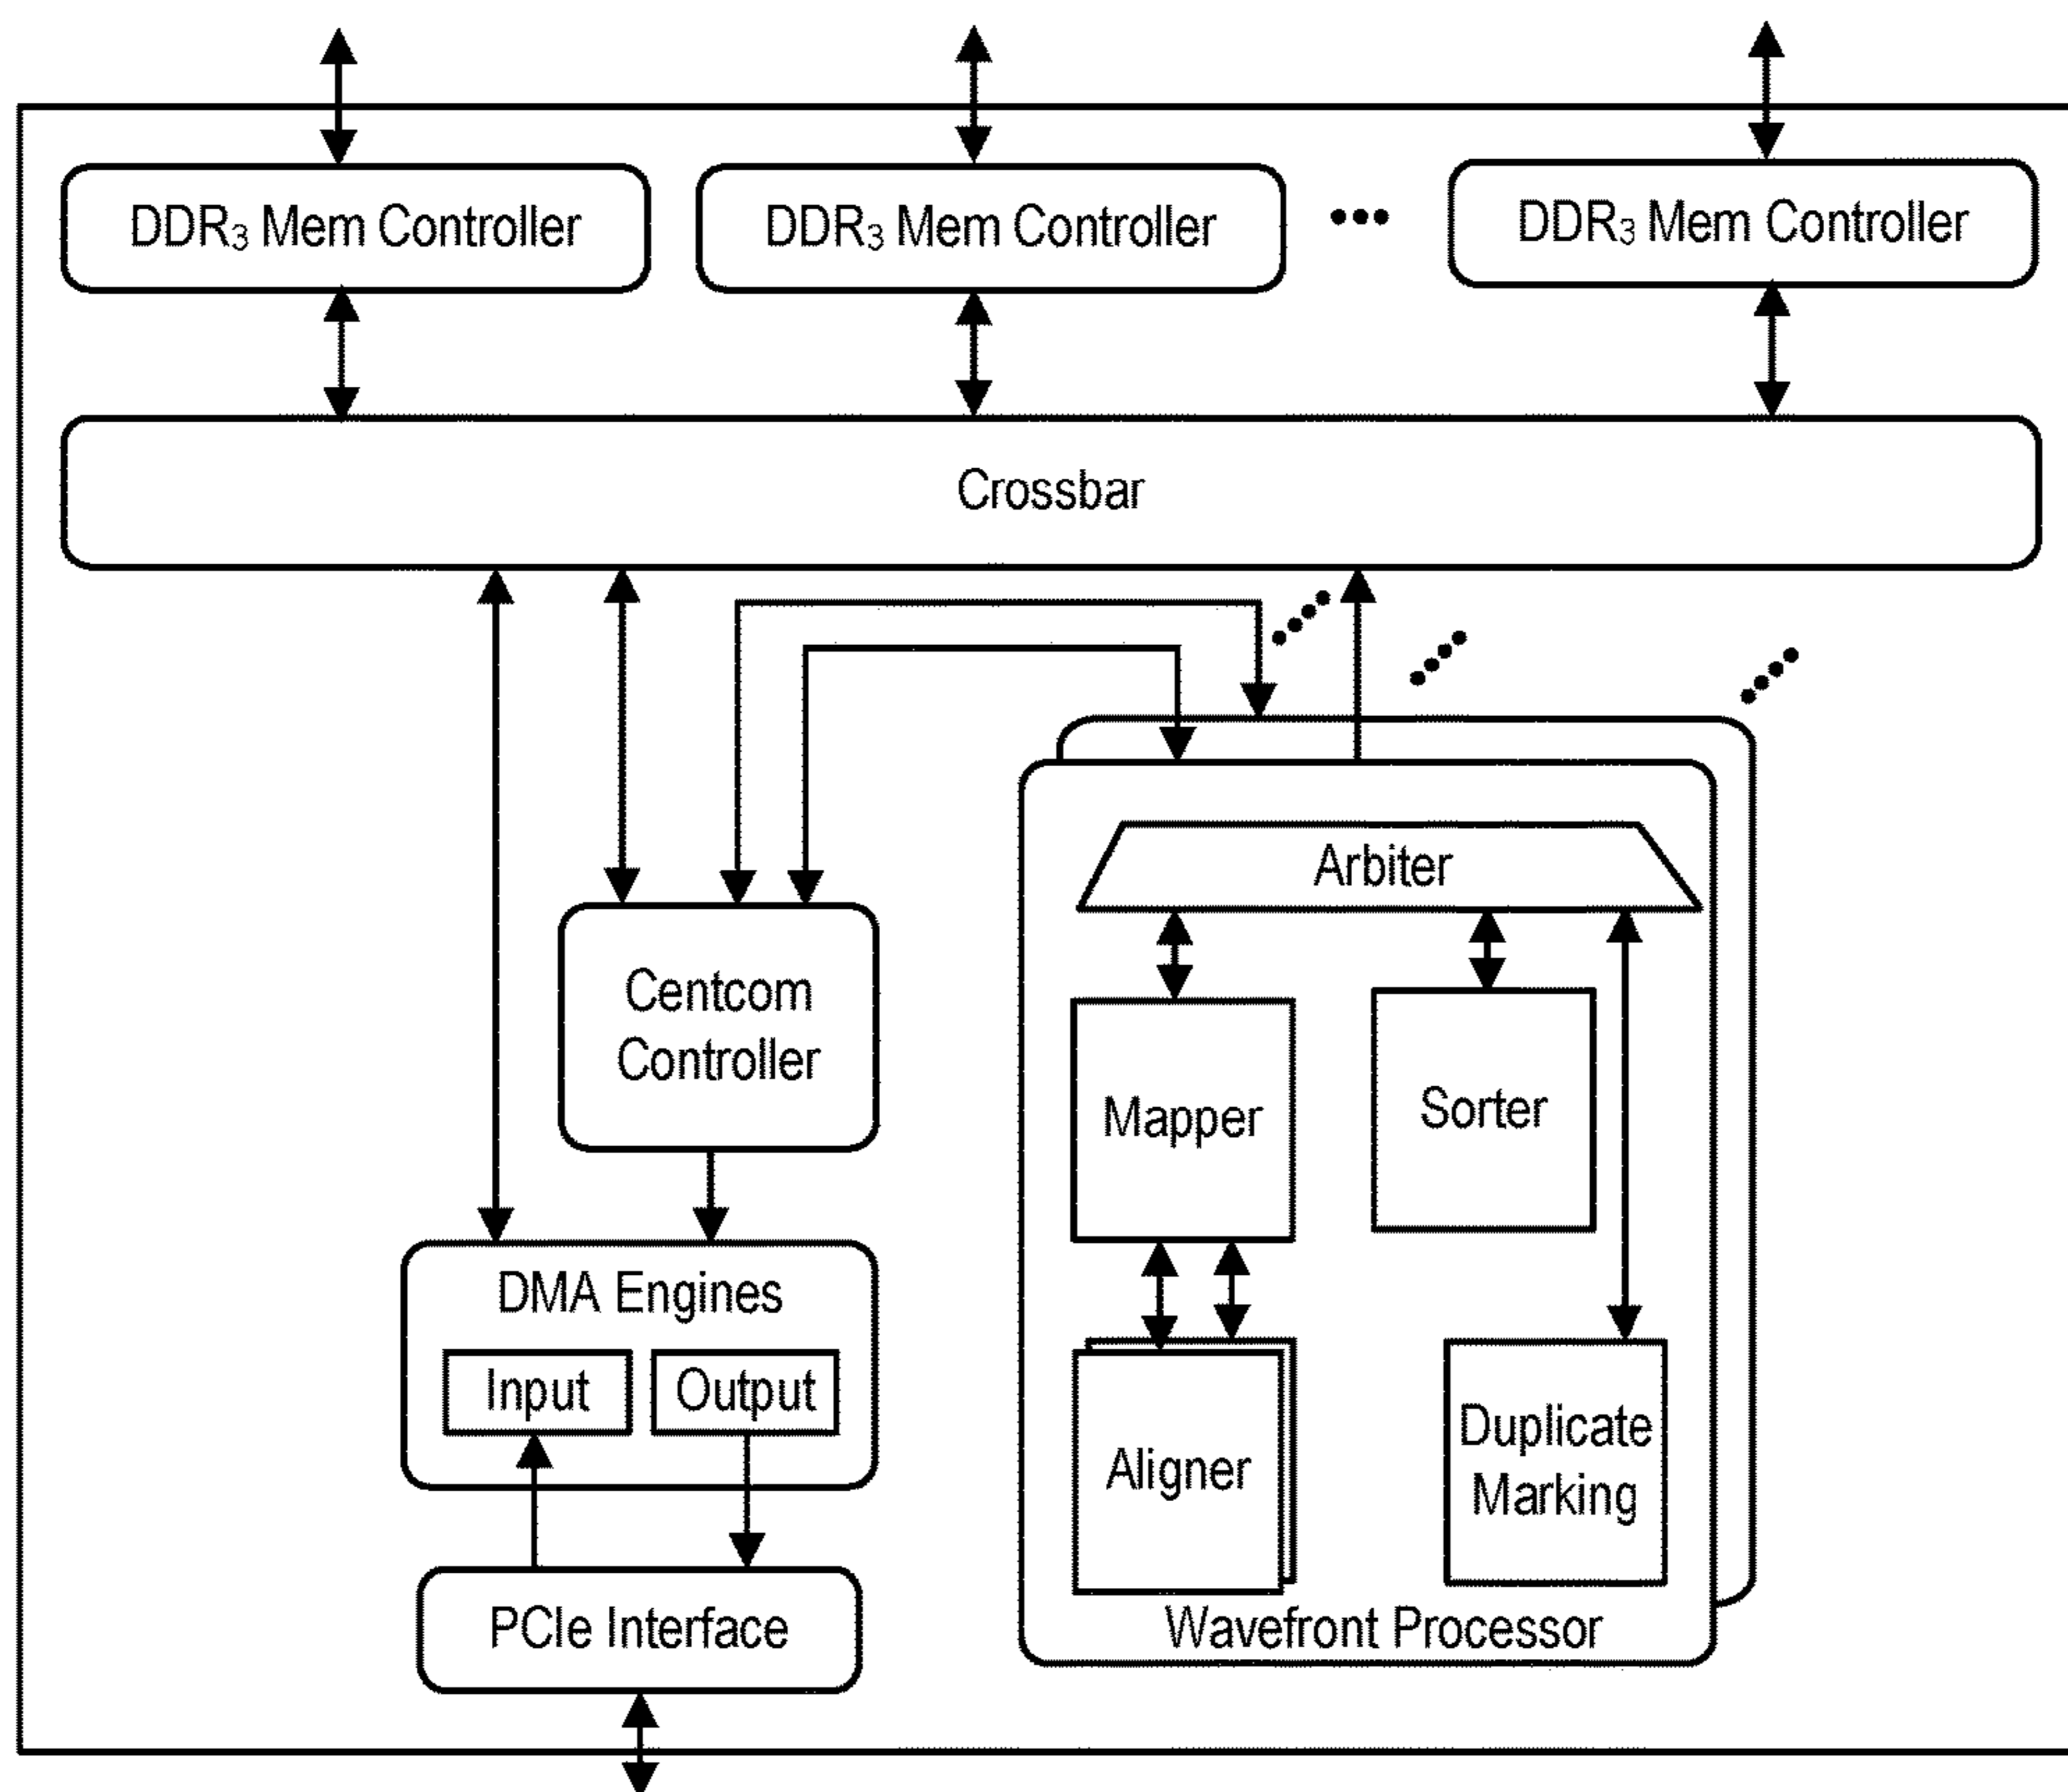 DDR₃ Mem Controller
DDR₃ Mem Controller
DDR₃ Mem Controller
Crossbar
Centcom
Controller
DMA Engines
Input
Output
PCIe Interface
Arbiter
Mapper
Sorter
Aligner
Duplicate
Marking
Wavefront Processor